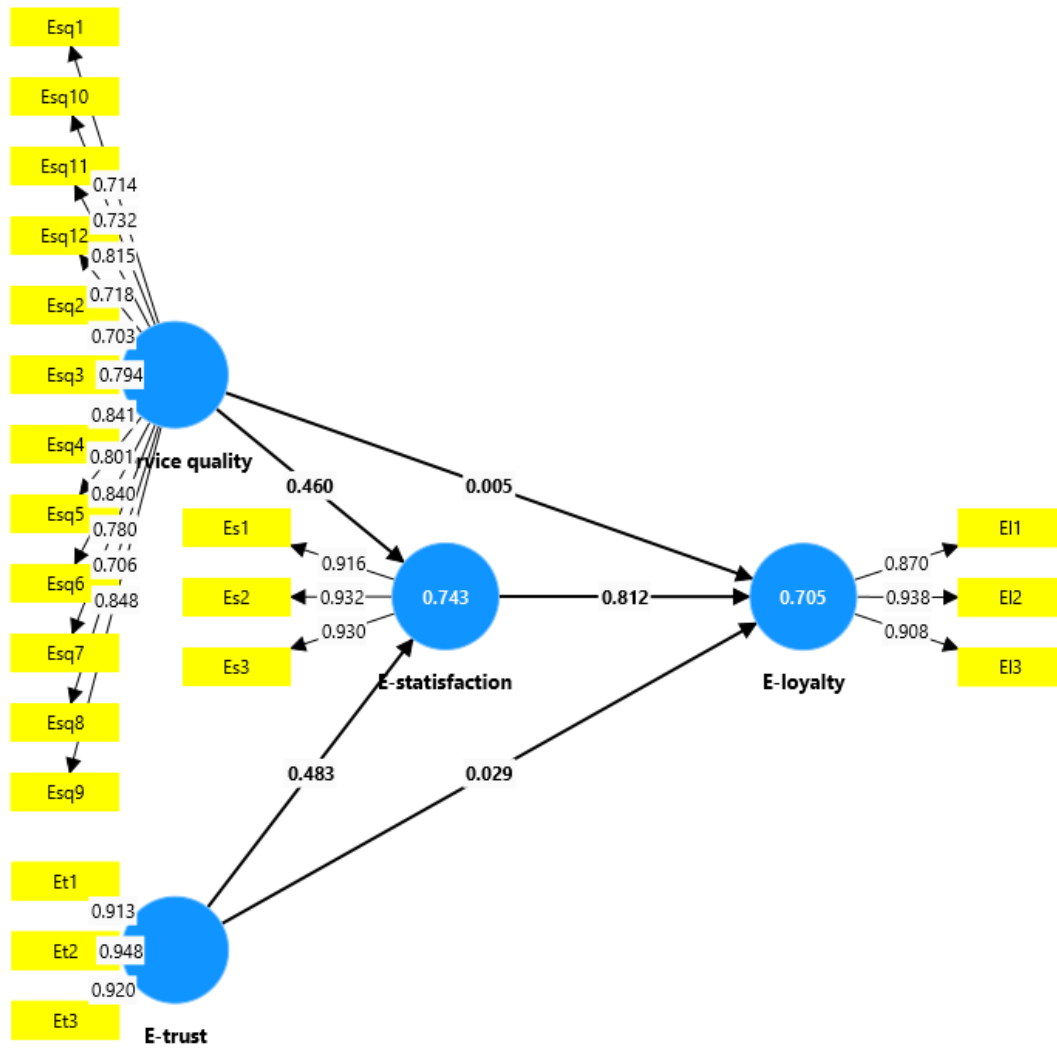 Esq1
Esq10
Esq11
0.714
Esq12
0.732
0.815
Esq2
0.718
0.703
Esq3
0.794
0.841
Esq4
0.801
rvice quality
0.460
0.005
0.840
Esq5
0.780
0.706
Esq6
0.848
Esq7
Esq8
Esq9
Es1
0.916
Es2
0.932
0.930
Es3
0.743
E-statisfaction
0.812
0.705
E-loyalty
0.870
El1
0.938
El2
0.908
El3
0.483
0.029
Et1
0.913
Et2
0.948
0.920
Et3
E-trust